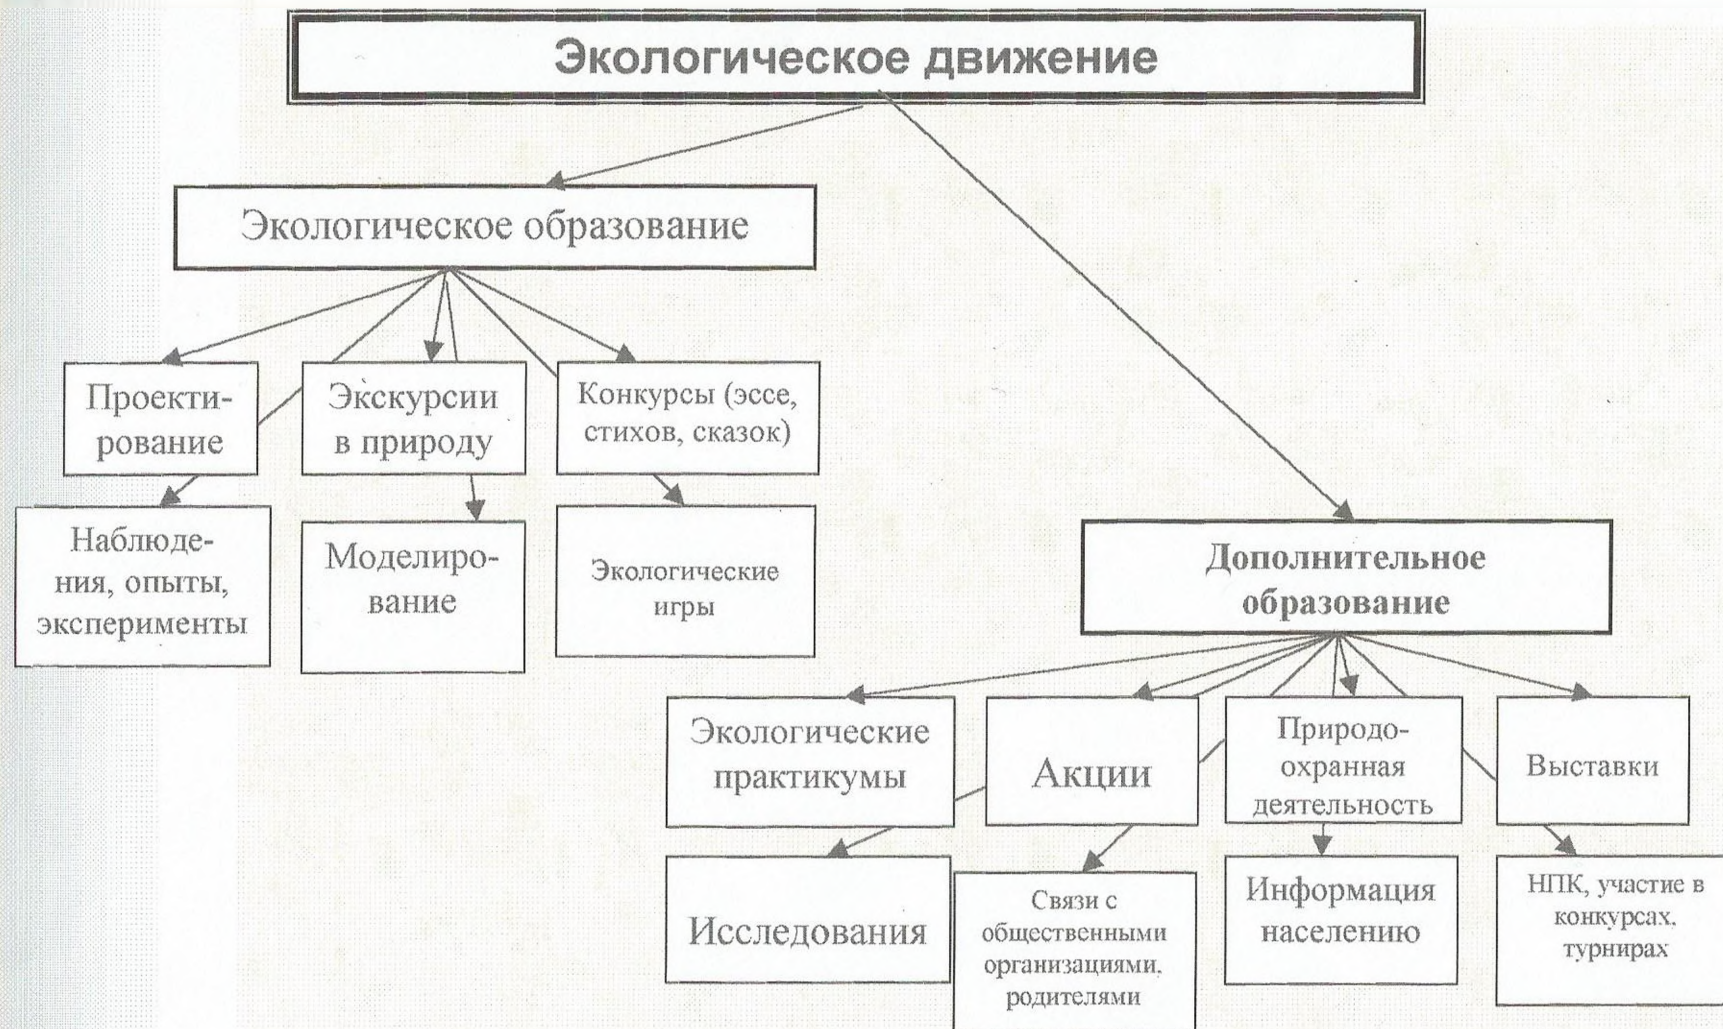 Экологическое движение
Экологическое образование
Проекти-
рование
Экскурсии
в природу
Конкурсы (эссе,
стихов, сказок)
Наблюде-
ния, опыты,
эксперименты
Моделиро-
вание
Экологические
игры
Дополнительное
образование
Экологические
практикумы
Акции
Природо-
охранная
деятельность
Выставки
Исследования
Связи с
общественными
организациями,
родителями
Информация
населению
НПК, участие в
конкурсах,
турнирах